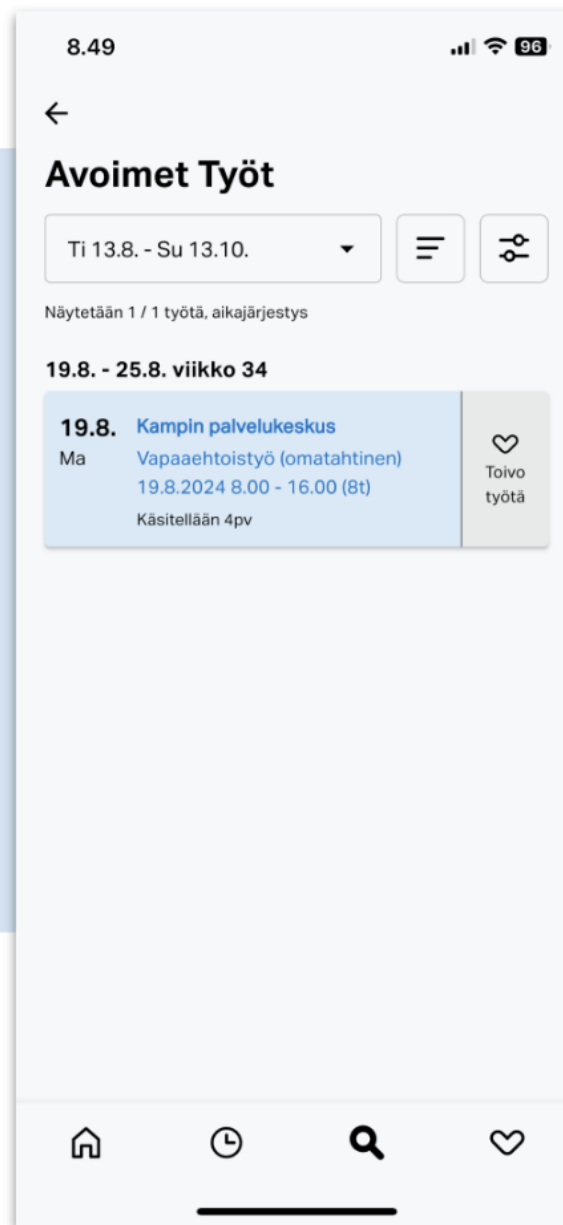 8.49
96
Avoimet Työt
Ti 13.8. - Su 13.10.
Näytetään 1 / 1 työtä, aikajärjestys
19.8. - 25.8. viikko 34
19.8. Kampin palvelukeskus
Ma Vapaaehtoistyö (omatahtinen)
19.8.2024 8.00 - 16.00 (8t)
Käsitellään 4pv
Toivo
työtä